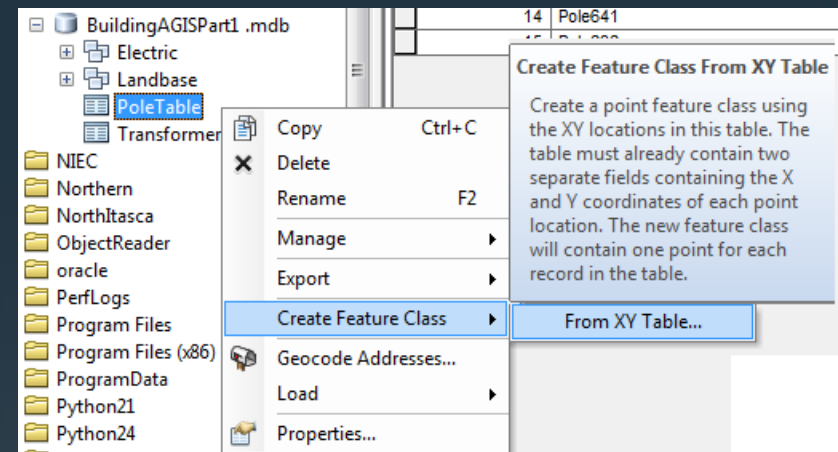 BuildingAGISPart1 .mdb
Electric
Landbase
PoleTable
Transformer
NIEC
Northern
NorthItasca
ObjectReader
oracle
PerfLogs
Program Files
Program Files (x86)
ProgramData
Python21
Python24
Copy Ctrl+C
Delete
Rename F2
Manage
Export
Create Feature Class
Geocode Addresses...
Load
Properties...
From XY Table...
14 Pole641
Create Feature Class From XY Table
Create a point feature class using
the XY locations in this table. The
table must already contain two
separate fields containing the X
and Y coordinates of each point
location. The new feature class
will contain one point for each
record in the table.